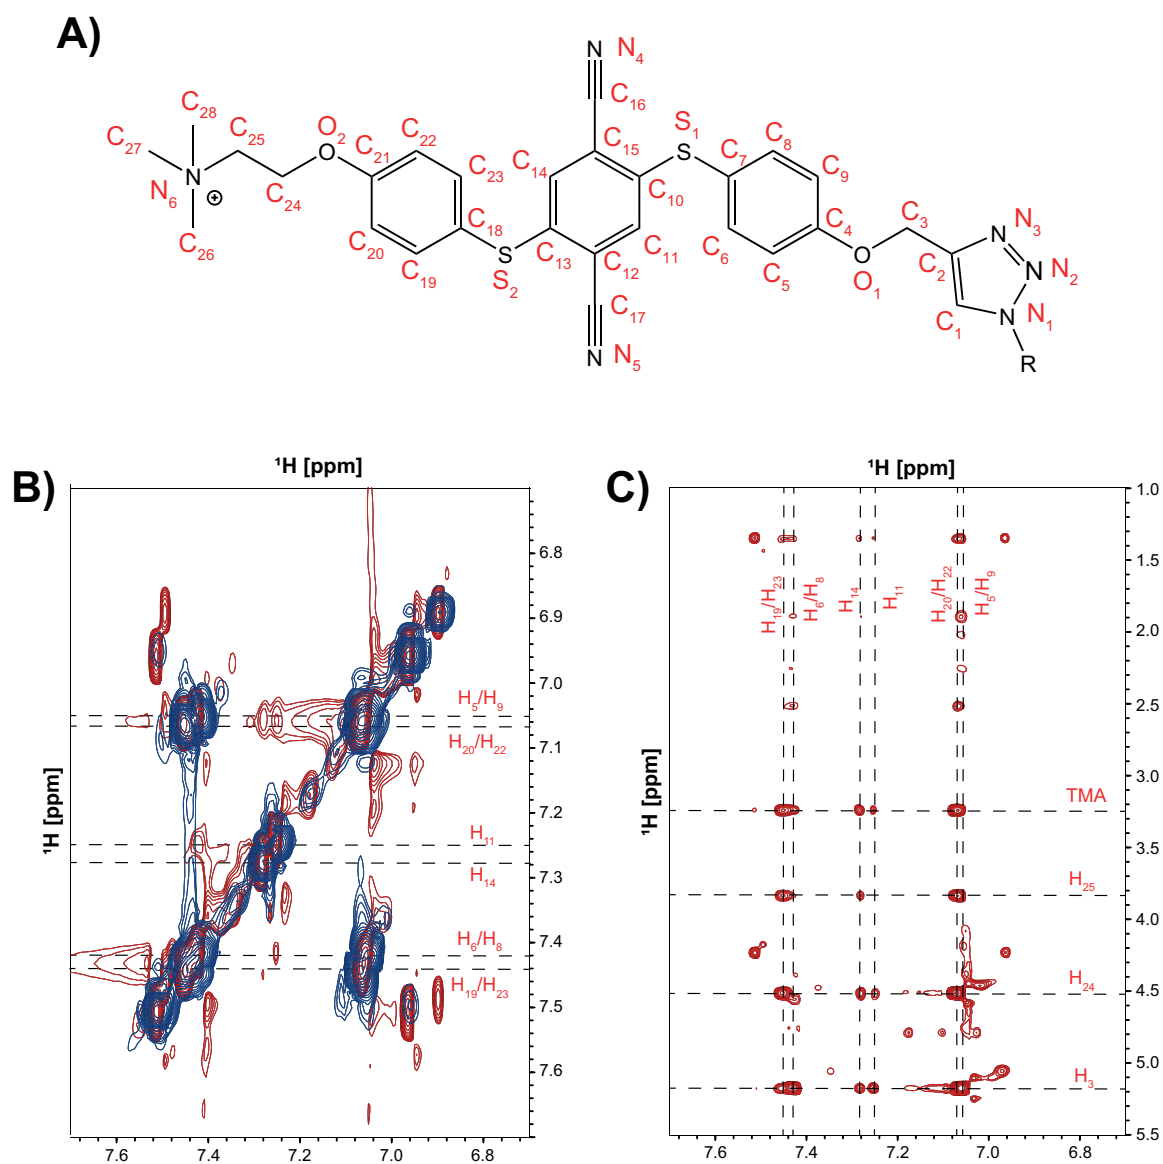 A)
N4
C16
C28
C27
C25
O2
C22
C21
C23
C14
C15
S1
C7
C8
C9
N
N6
⊕
C24
O
C10
S
C4
C3
N3
C26
C20
C19
C18
S
S2
C13
C12
C11
C6
C5
O
O1
C2
N
N
N2
C1
N
N1
C17
N
N5
R
B)
¹H [ppm]
6.8
6.9
7.0
7.1
7.2
7.3
7.4
7.5
7.6
H5/H9
H20/H22
H11
H14
H6/H8
H19/H23
¹H [ppm]
7.6 7.4 7.2 7.0 6.8
C)
¹H [ppm]
1.0
1.5
2.0
2.5
3.0
3.5
4.0
4.5
5.0
5.5
H19/H23
H6/H8
H14
H11
H20/H22
H5/H9
TMA
H25
H24
H3
¹H [ppm]
7.6 7.4 7.2 7.0 6.8